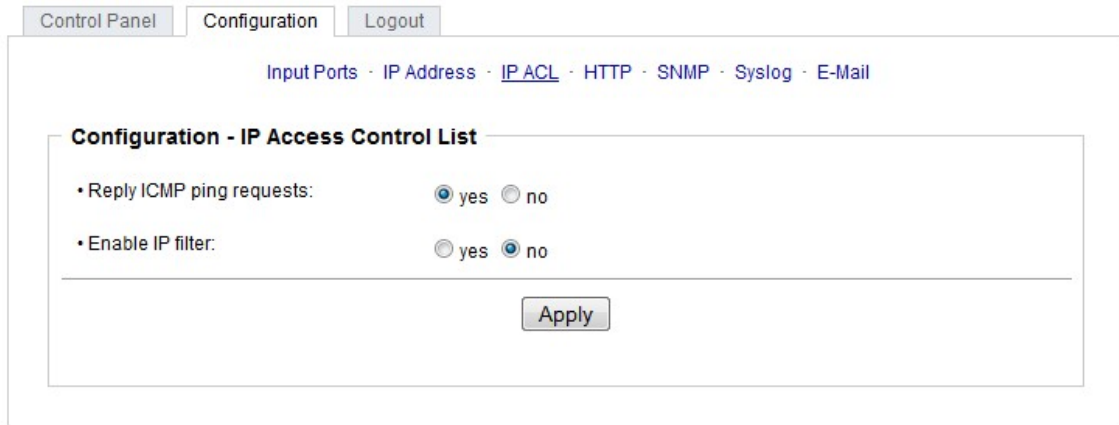 Control Panel Configuration Logout
Input Ports · IP Address · IP ACL · HTTP · SNMP · Syslog · E-Mail
Configuration - IP Access Control List
• Reply ICMP ping requests: yes no
• Enable IP filter: yes no
Apply